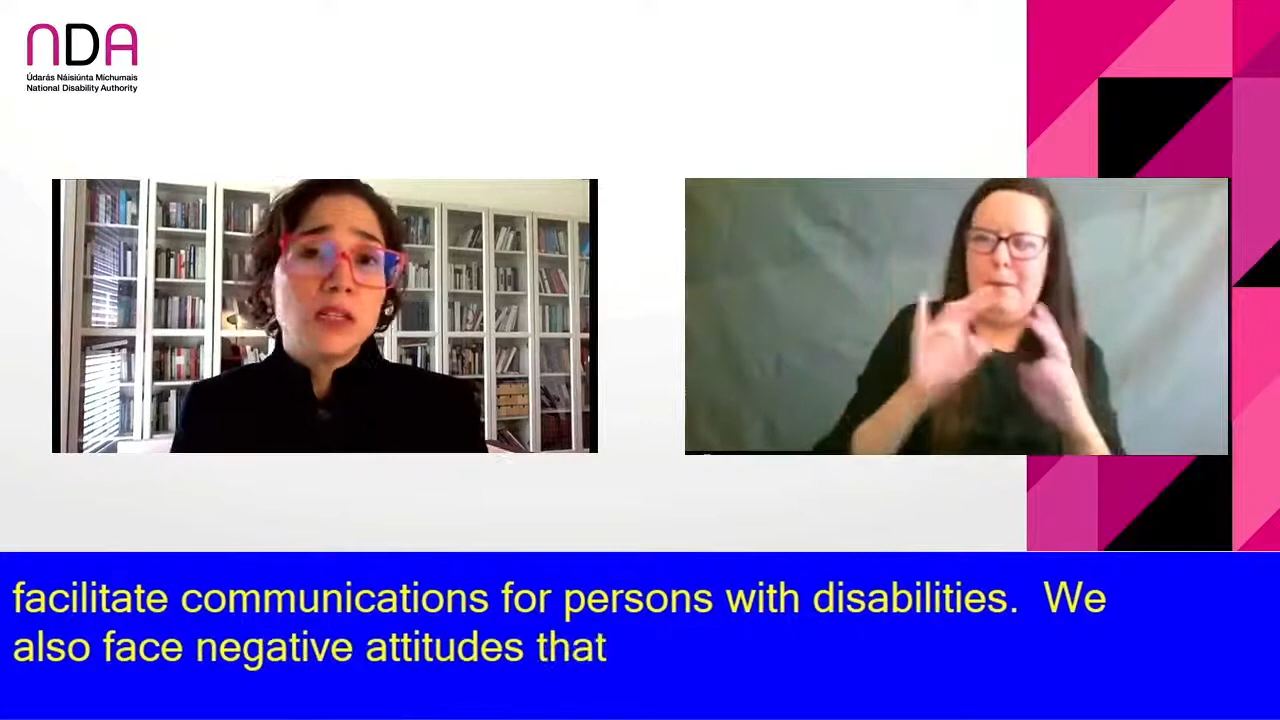 NDA
Údarás Náisiúnta Míchumais
National Disability Authority
facilitate communications for persons with disabilities.  We
also face negative attitudes that